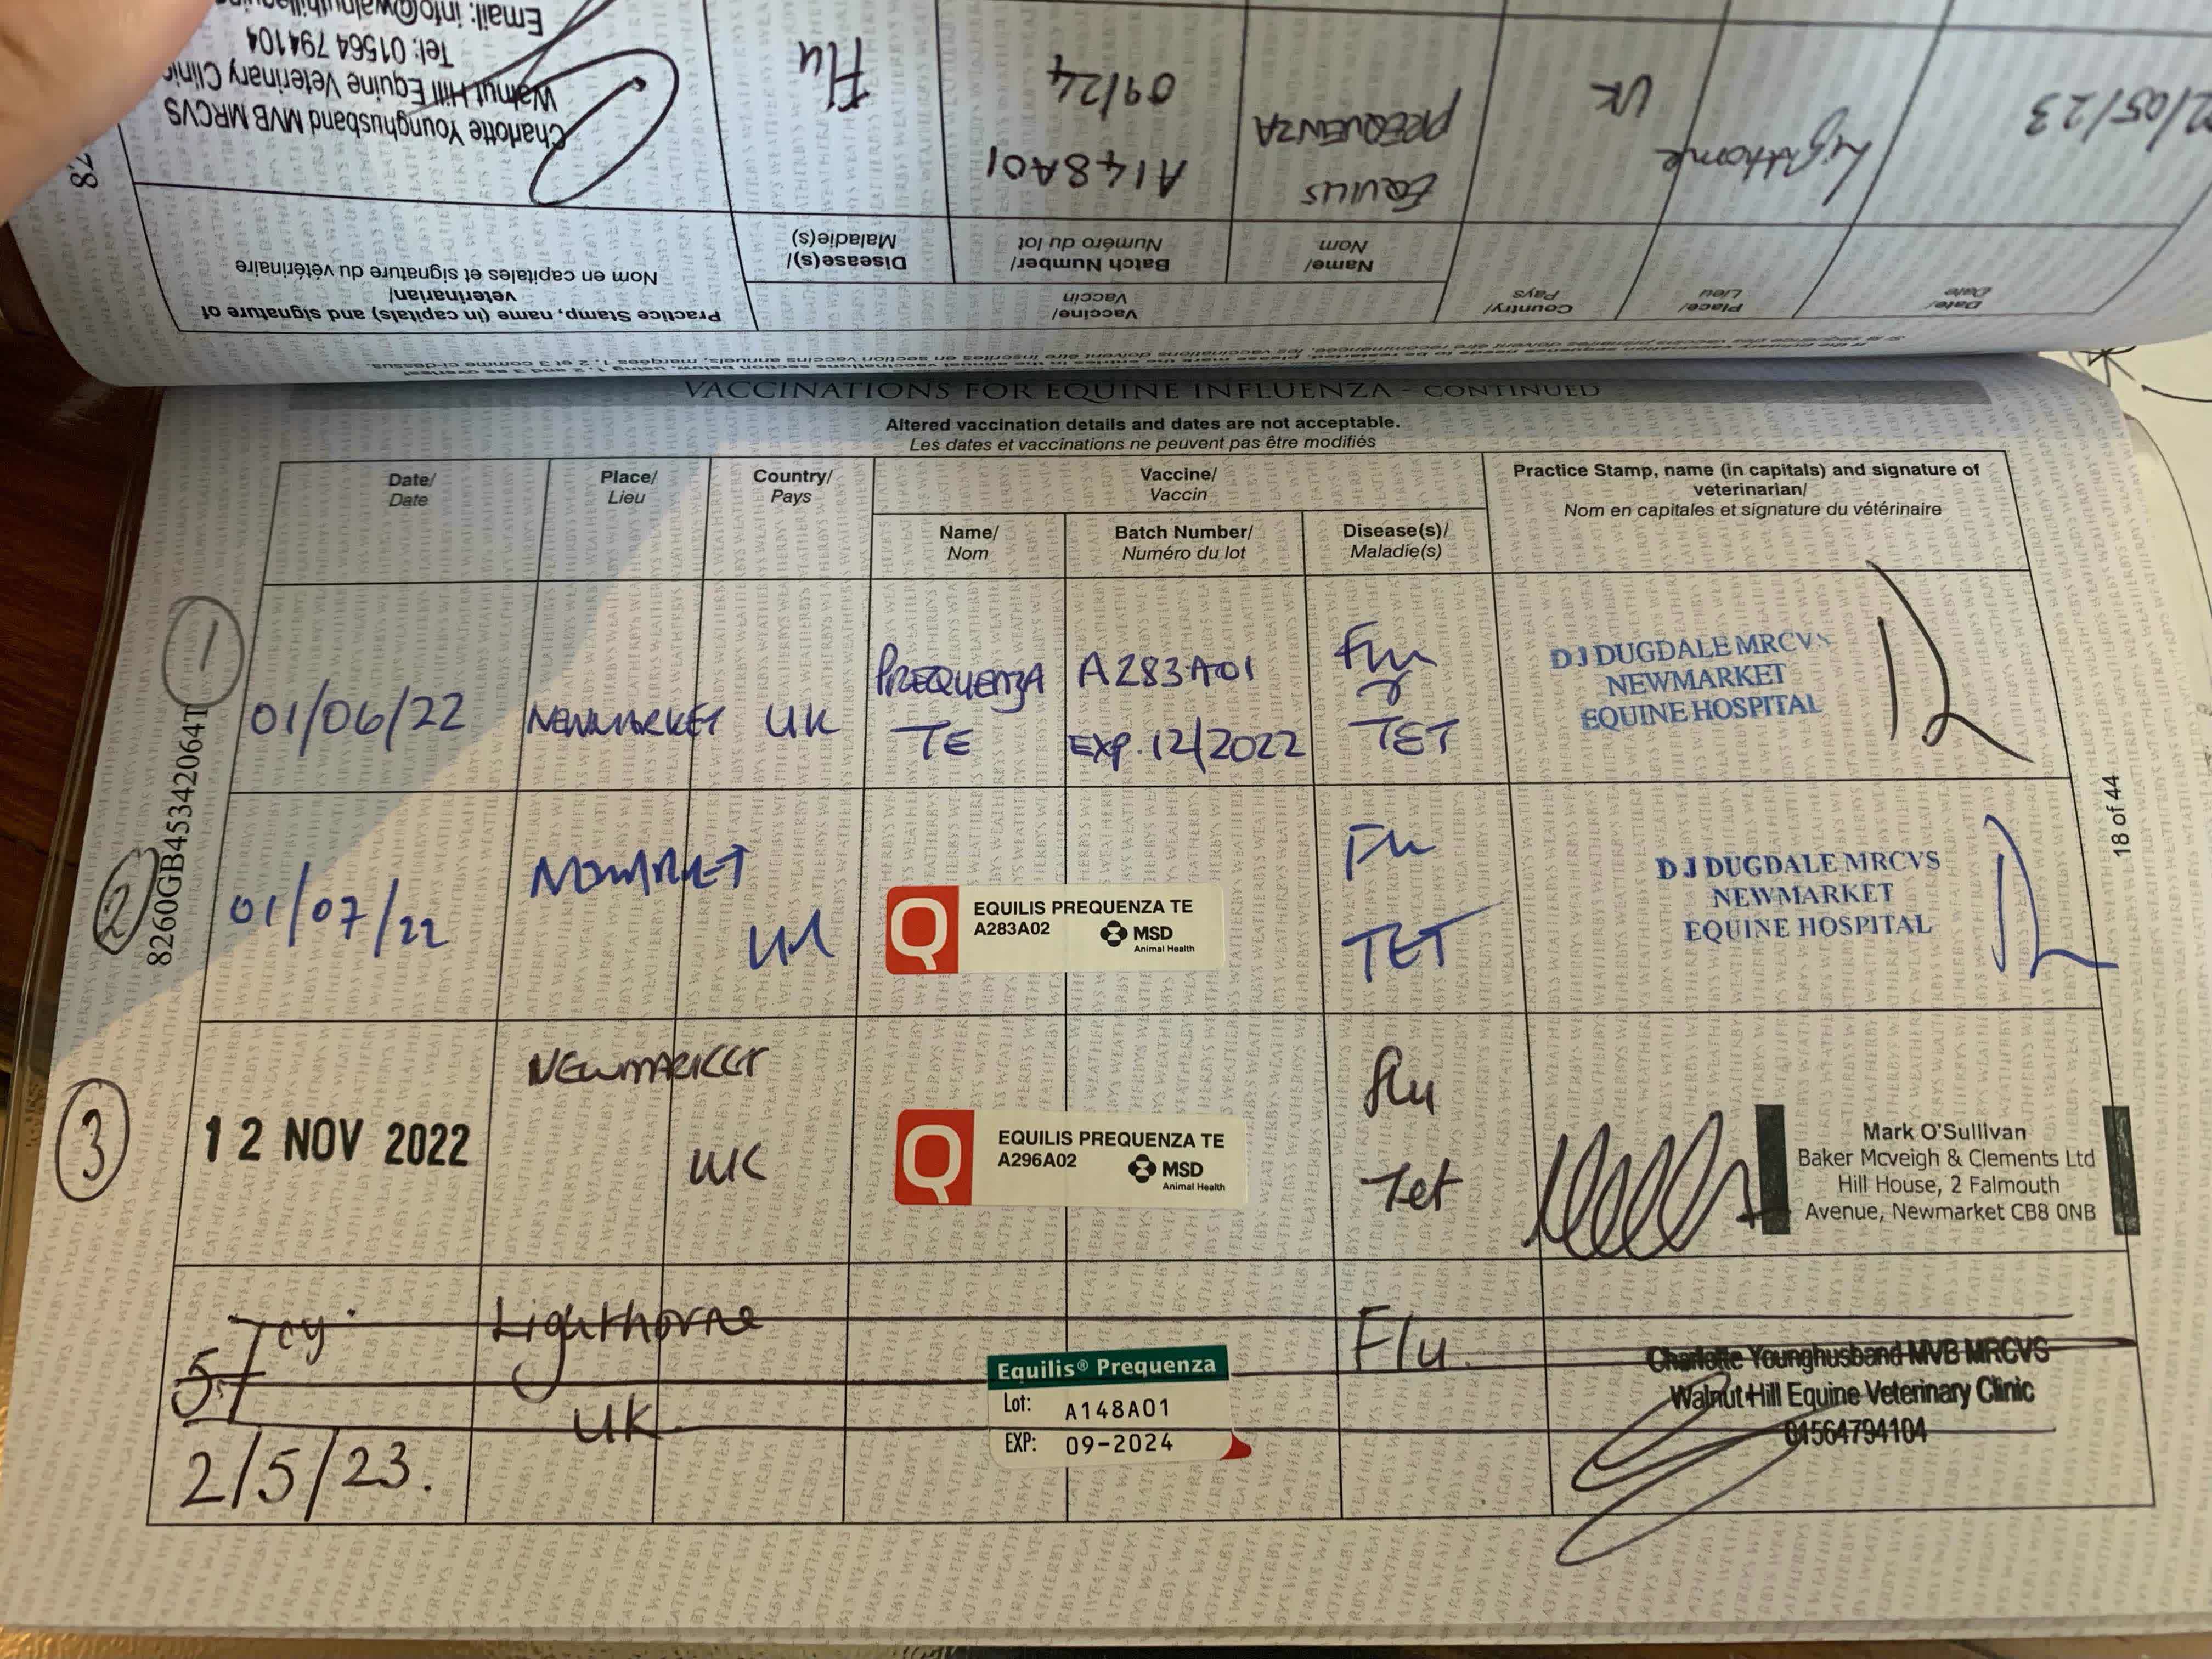 Email: info@walnuthillequine
Tel: 01564 794104
Walnut Hill Equine Veterinary Clinic
Charlotte Younghusband MVB MRCVS
Flu
09/24
A148A01
PREQUENZA
EQUILIS
UK
Lighthorne
2/05/23
Practice Stamp, name (in capitals) and signature of
veterinarian/
Nom en capitales et signature du vétérinaire
Disease(s)/
Maladie(s)
Batch Number/
Numéro du lot
Name/
Nom
Vaccine/
Vaccin
Country/
Pays
Place/
Lieu
Date/
Date
VACCINATIONS FOR EQUINE INFLUENZA - CONTINUED
Altered vaccination details and dates are not acceptable.
Les dates et vaccinations ne peuvent pas être modifiés
Date/
Date
Place/
Lieu
Country/
Pays
Vaccine/
Vaccin
Name/
Nom
Batch Number/
Numéro du lot
Disease(s)/
Maladie(s)
Practice Stamp, name (in capitals) and signature of
veterinarian/
Nom en capitales et signature du vétérinaire
1
01/06/22
NEWMARKET
UK
PREQUENZA
TE
A283A01
EXP. 12/2022
Flu
TET
D J DUGDALE MRCVS
NEWMARKET
EQUINE HOSPITAL
2
01/07/22
UK
EQUILIS PREQUENZA TE
A283A02
MSD
Animal Health
Flu
TET
D J DUGDALE MRCVS
NEWMARKET
EQUINE HOSPITAL
3
12 NOV 2022
NEWMARKET
UK
EQUILIS PREQUENZA TE
A296A02
MSD
Animal Health
flu
Tet
Mark O'Sullivan
Baker Mcveigh & Clements Ltd
Hill House, 2 Falmouth
Avenue, Newmarket CB8 0NB
2/5/23.
Lighthorne
UK
Equilis® Prequenza
Lot: A148A01
EXP: 09-2024
Flu.
Charlotte Younghusband MVB MRCVS
Walnut Hill Equine Veterinary Clinic
01564794104
8260GB45342064T
18 of 44